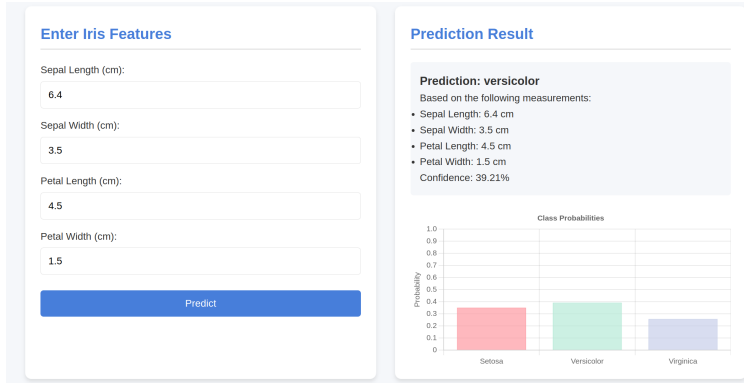 Enter Iris Features
Sepal Length (cm):
6.4
Sepal Width (cm):
3.5
Petal Length (cm):
4.5
Petal Width (cm):
1.5
Predict
Prediction Result
Prediction: versicolor
Based on the following measurements:
• Sepal Length: 6.4 cm
• Sepal Width: 3.5 cm
• Petal Length: 4.5 cm
• Petal Width: 1.5 cm
Confidence: 39.21%
Class Probabilities
Probability
1.0
0.9
0.8
0.7
0.6
0.5
0.4
0.3
0.2
0.1
0
Setosa Versicolor Virginica